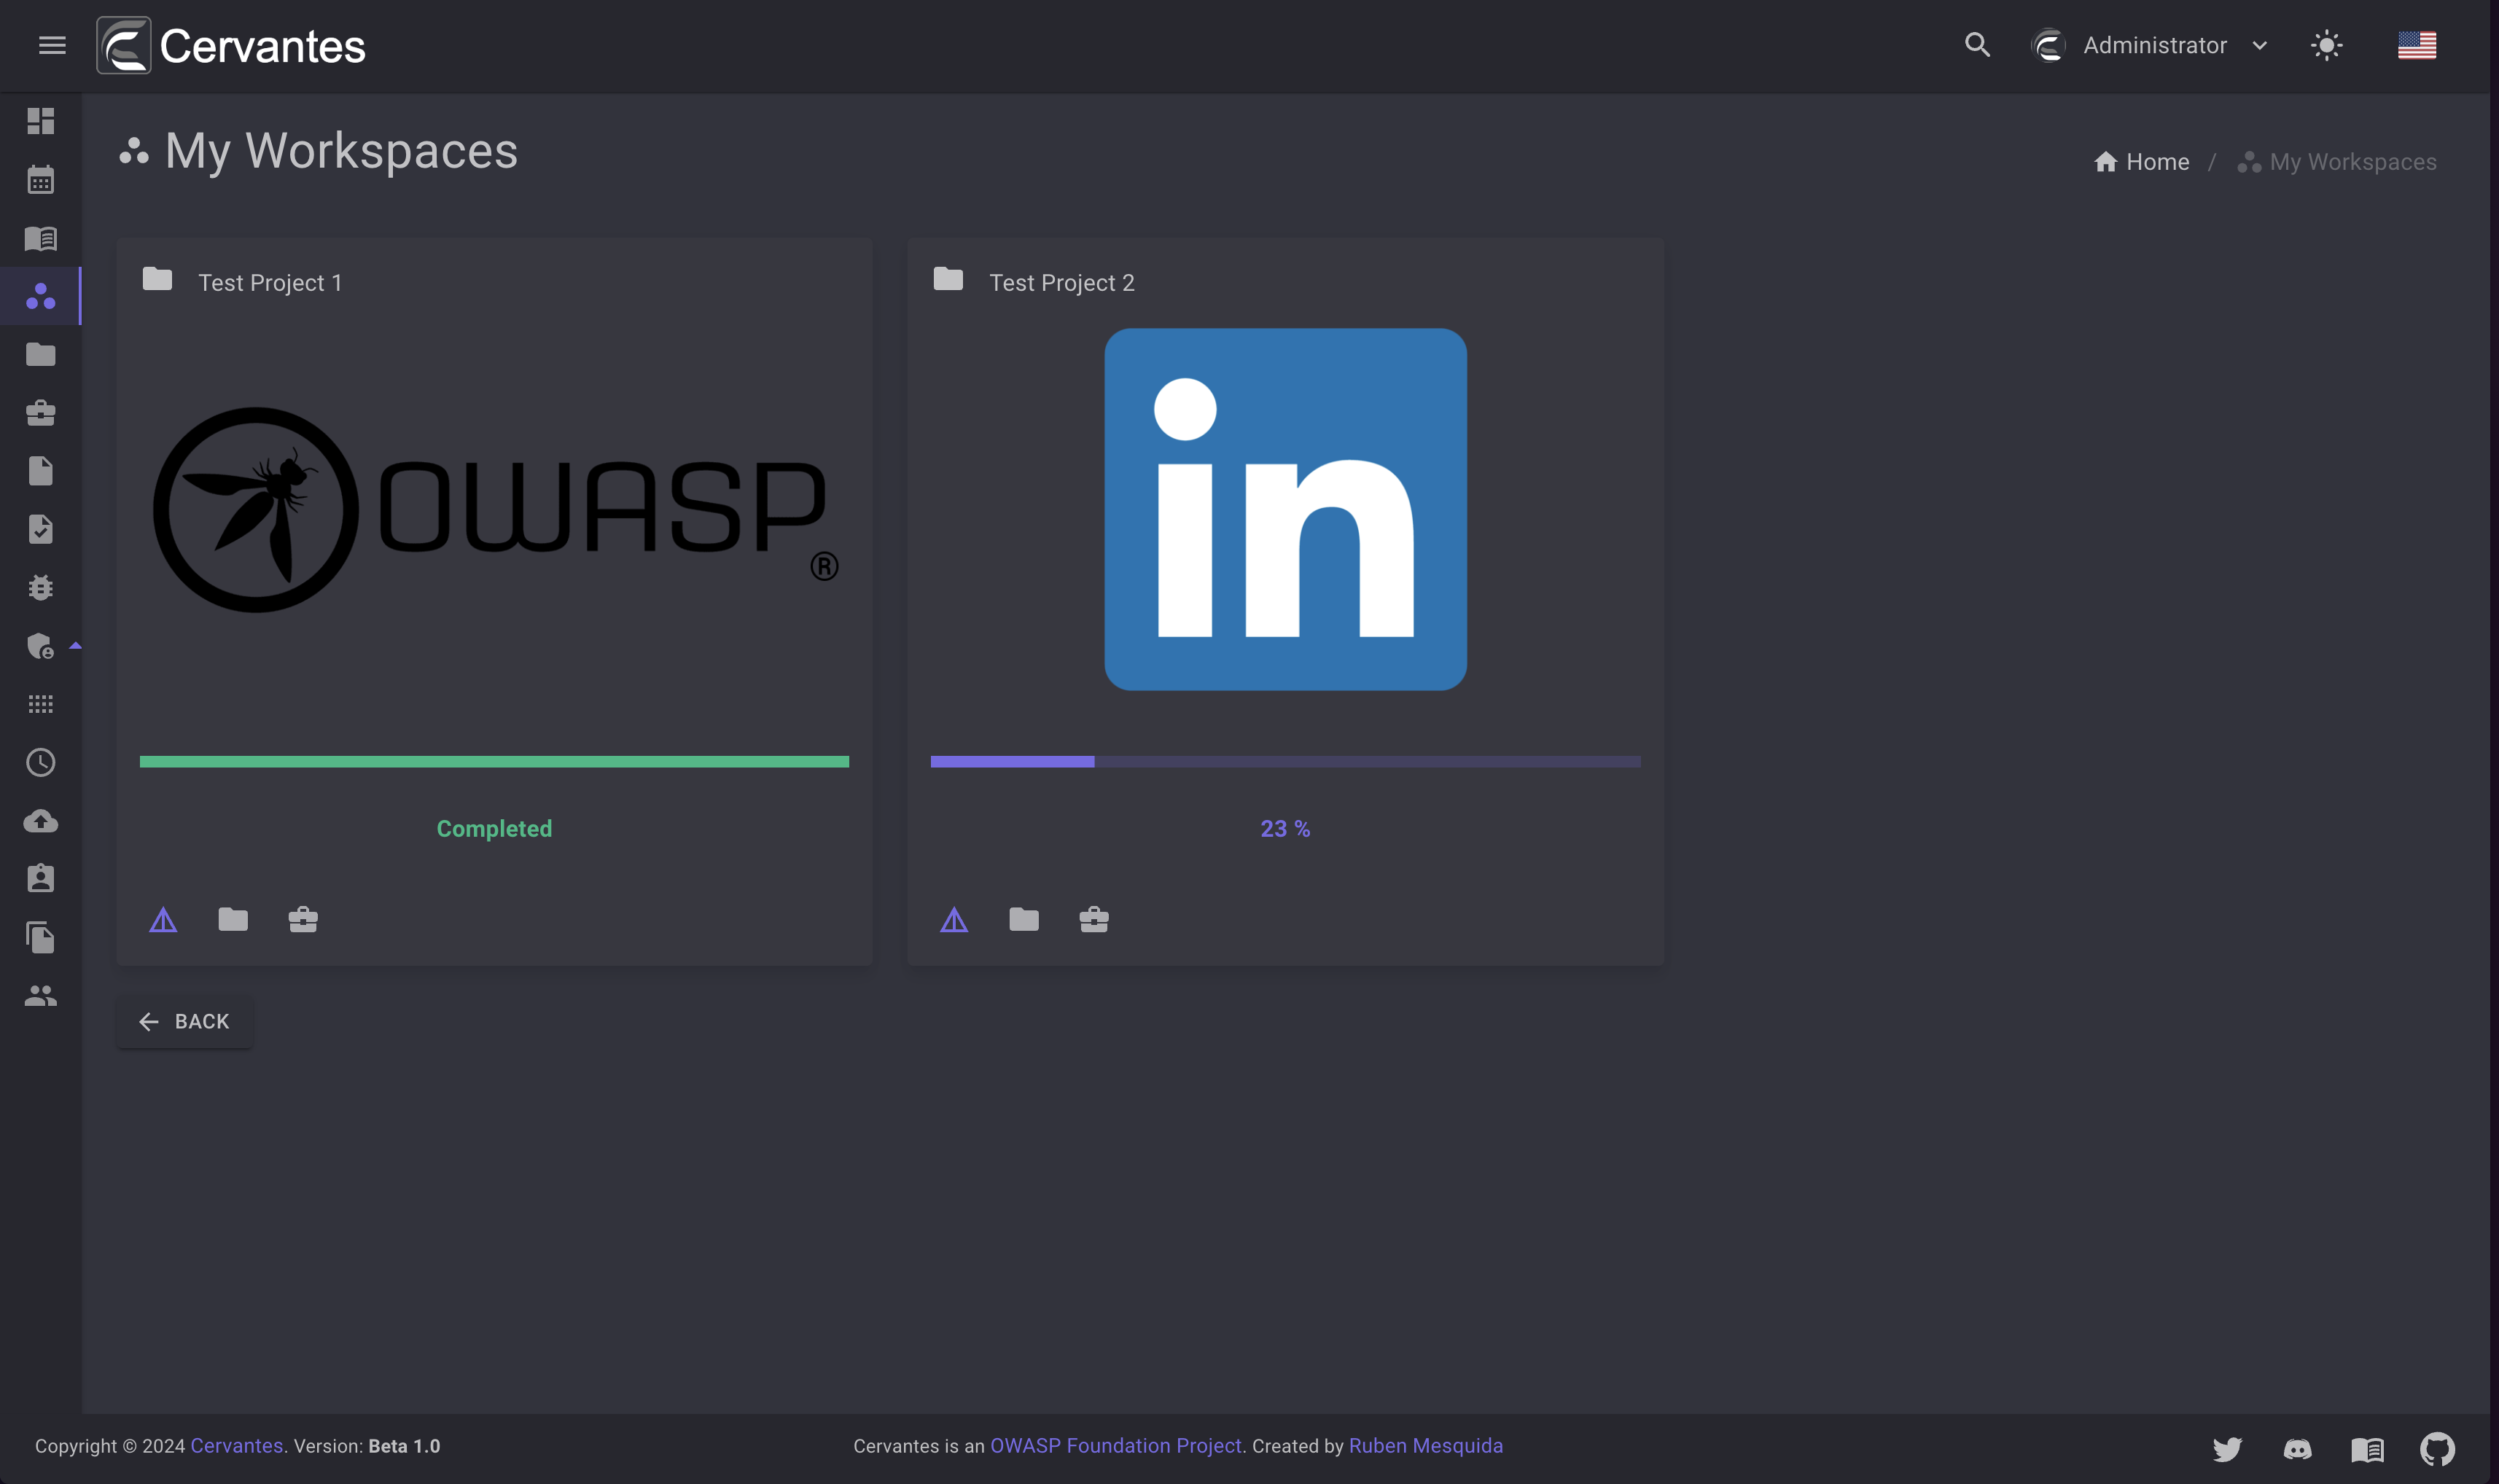 Cervantes
Administrator
My Workspaces
Home / My Workspaces
Test Project 1
Test Project 2
OWASP
®
in
Completed
23 %
BACK
Copyright © 2024 Cervantes. Version: Beta 1.0
Cervantes is an OWASP Foundation Project. Created by Ruben Mesquida